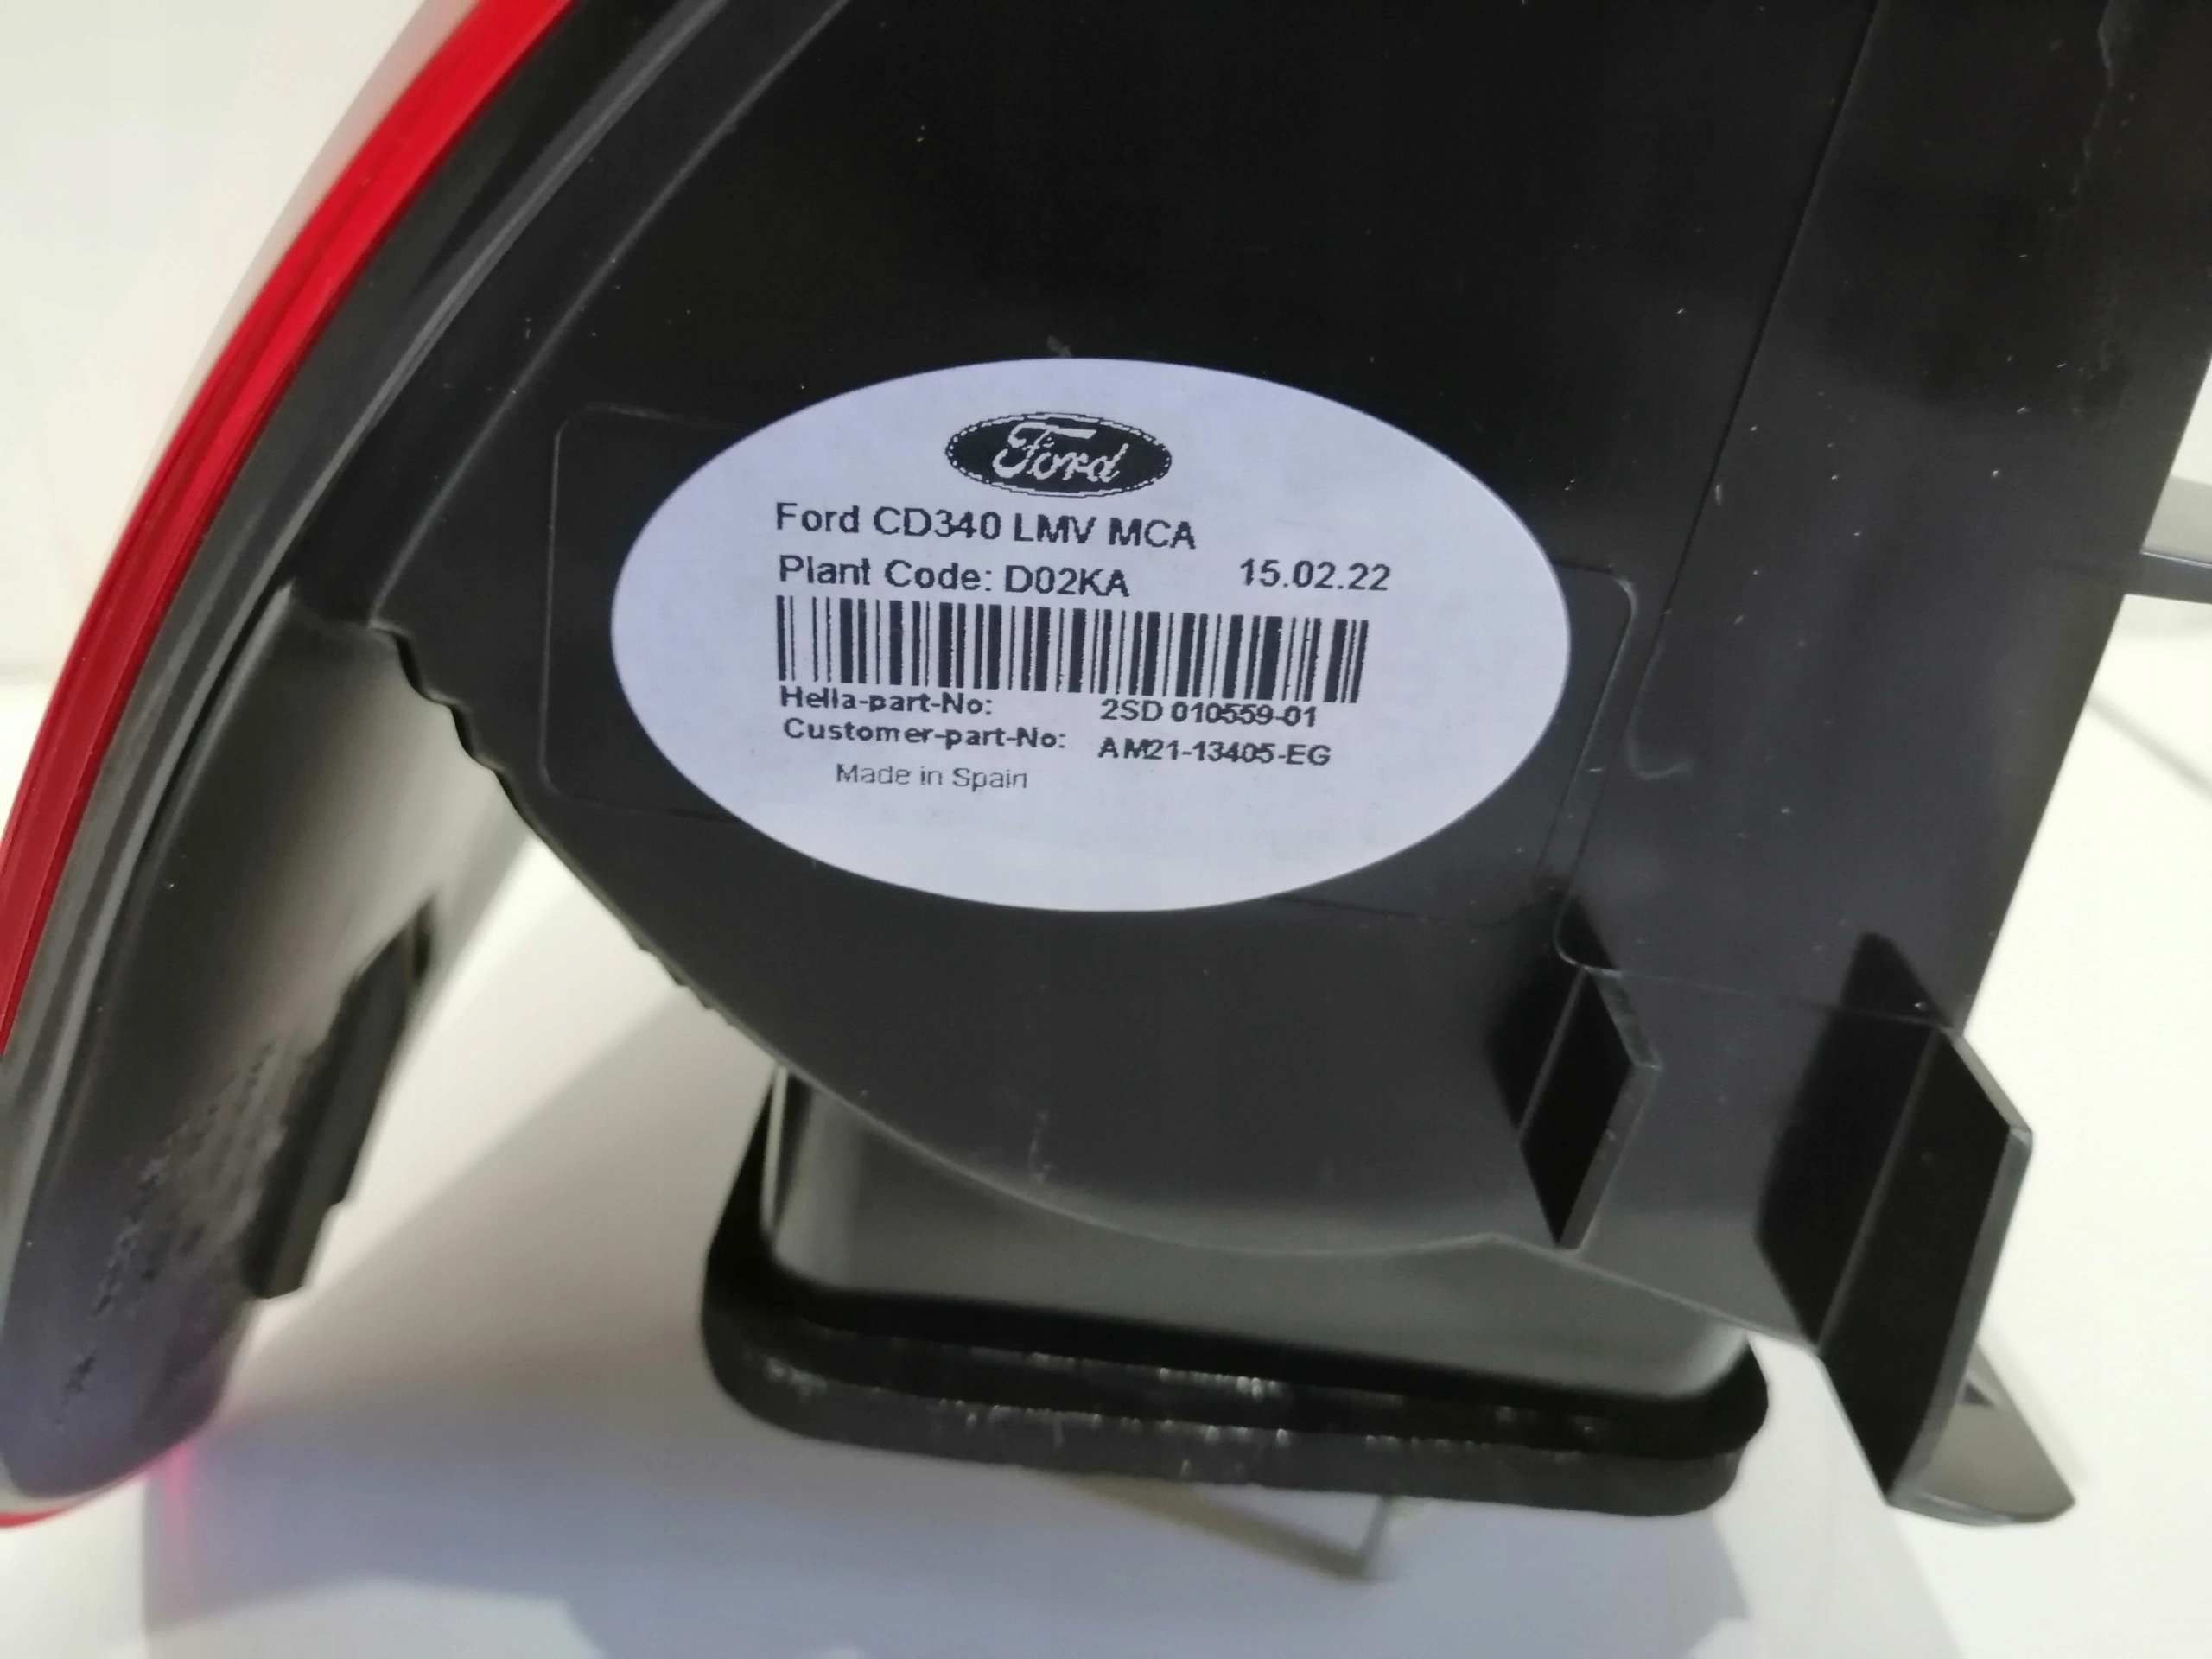 Ford
Ford CD340 LMV MCA
Plant Code: D02KA 15.02.22
Hella-part-No: 2SD 010559-01
Customer-part-No: AM21-13405-EG
Made in Spain